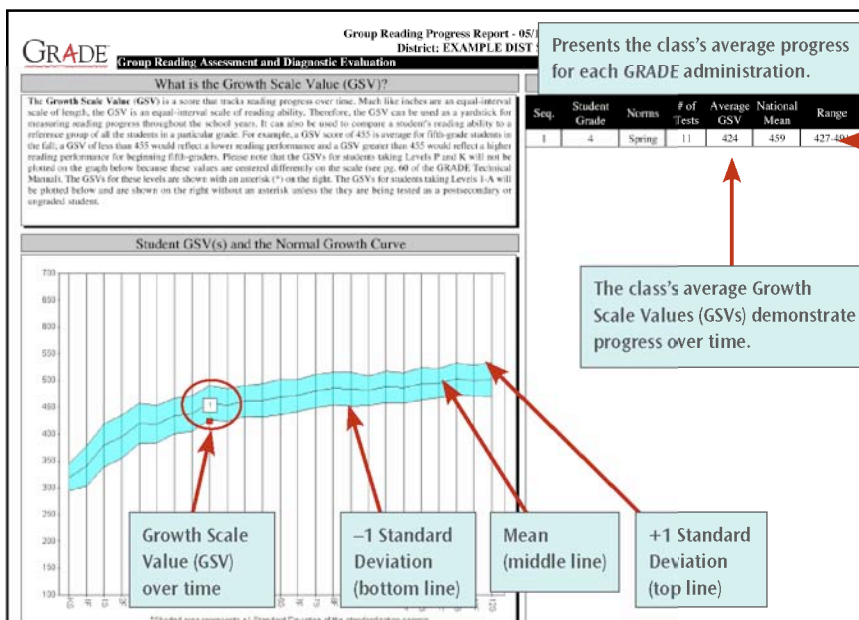 GRADE
Group Reading Progress Report - 05/1
District: EXAMPLE DIST
Group Reading Assessment and Diagnostic Evaluation
What is the Growth Scale Value (GSV)?
The Growth Scale Value (GSV) is a score that tracks reading progress over time. Much like inches are an equal-interval
scale of length, the GSV is an equal-interval scale of reading ability. Therefore, the GSV can be used as a yardstick for
measuring reading progress throughout the school years. It can also be used to compare a student's reading ability to a
reference group of all the students in a particular grade. For example, a GSV score of 455 is average for fifth-grade students in
the fall; a GSV of less than 455 would reflect a lower reading performance and a GSV greater than 455 would reflect a higher
reading performance for beginning fifth-graders. Please note that the GSVs for students taking Levels P and K will not be
plotted on the graph below because these values are centered differently on the scale (see pg. 60 of the GRADE Technical
Manual). The GSVs for these levels are shown with an asterisk (*) on the right. The GSVs for students taking Levels 1-A will
be plotted below and are shown on the right without an asterisk unless the they are being tested as a postsecondary or
ungraded student.
Presents the class's average progress
for each GRADE administration.
Seq. Student Grade Norms # of Tests Average GSV National Mean Range
1 4 Spring 11 424 459 427-491
The class's average Growth
Scale Values (GSVs) demonstrate
progress over time.
Student GSV(s) and the Normal Growth Curve
700
650
600
550
500
450
400
350
300
250
200
150
100
1
Growth Scale
Value (GSV)
over time
–1 Standard
Deviation
(bottom line)
Mean
(middle line)
+1 Standard
Deviation
(top line)
KS
12S